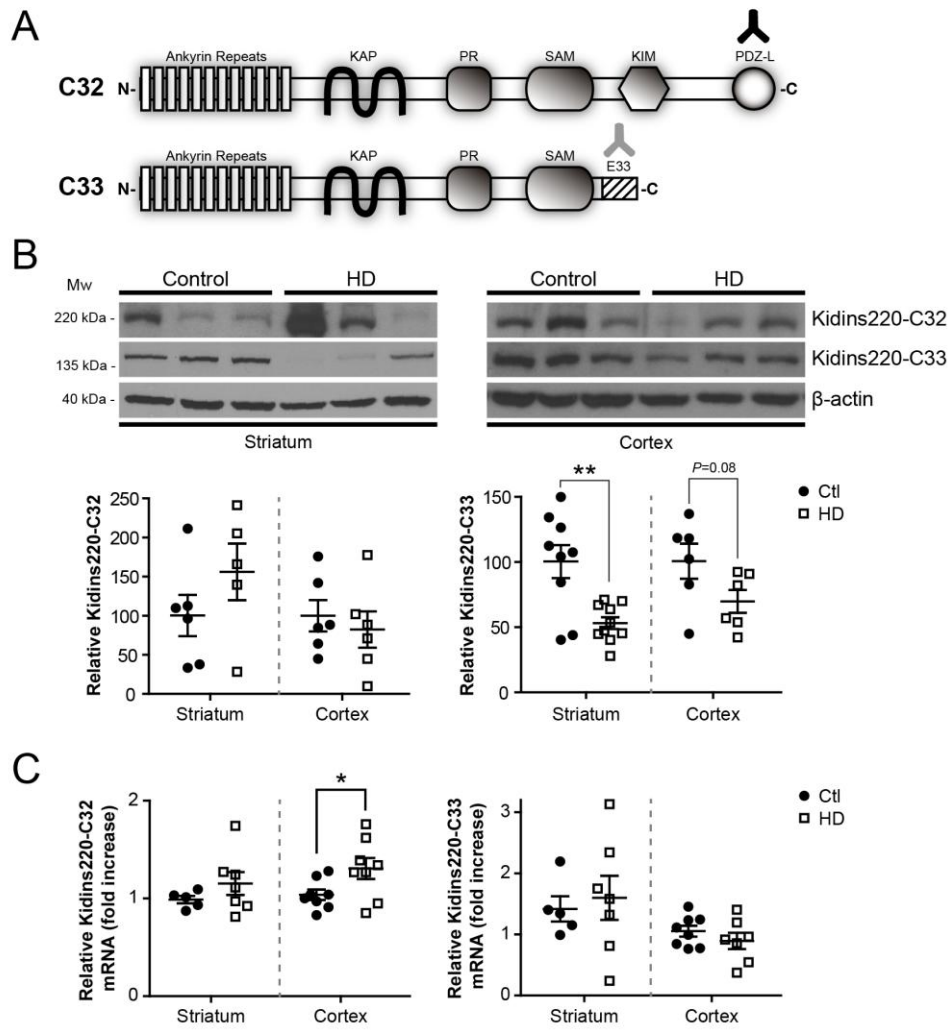 A
Ankyrin Repeats KAP PR SAM KIM PDZ-L
C32 N- -C
Ankyrin Repeats KAP PR SAM E33
C33 N- -C
B
Mw Control HD Control HD
220 kDa - Kidins220-C32
135 kDa - Kidins220-C33
40 kDa - β-actin
Striatum Cortex
Relative Kidins220-C32
250
200
150
100
50
0
Striatum Cortex
Relative Kidins220-C33
150
100
50
0
** P=0.08
Striatum Cortex
Ctl
HD
C
Relative Kidins220-C32
mRNA (fold increase)
2
1
0
*
Striatum Cortex
Relative Kidins220-C33
mRNA (fold increase)
3
2
1
0
Striatum Cortex
Ctl
HD